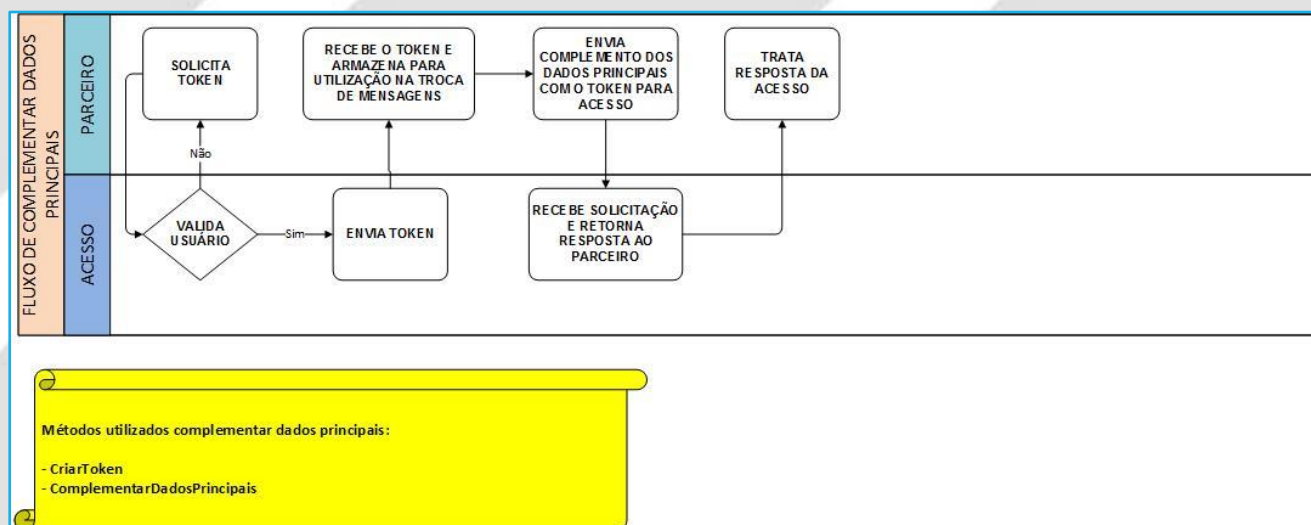 FLUXO DE COMPLEMENTAR DADOS
PRINCIPAIS
PARCEIRO
SOLICITA
TOKEN
RECEBE O TOKEN E
ARMAZENA PARA
UTILIZAÇÃO NA TROCA
DE MENSAGENS
ENVIA
COMPLEMENTO DOS
DADOS PRINCIPAIS
COM O TOKEN PARA
ACESSO
TRATA
RESPOSTA DA
ACESSO
Não
ACESSO
VALIDA
USUÁRIO
Sim
ENVIA TOKEN
RECEBE SOLICITAÇÃO
E RETORNA
RESPOSTA AO
PARCEIRO
Métodos utilizados complementar dados principais:
- CriarToken
- ComplementarDadosPrincipais